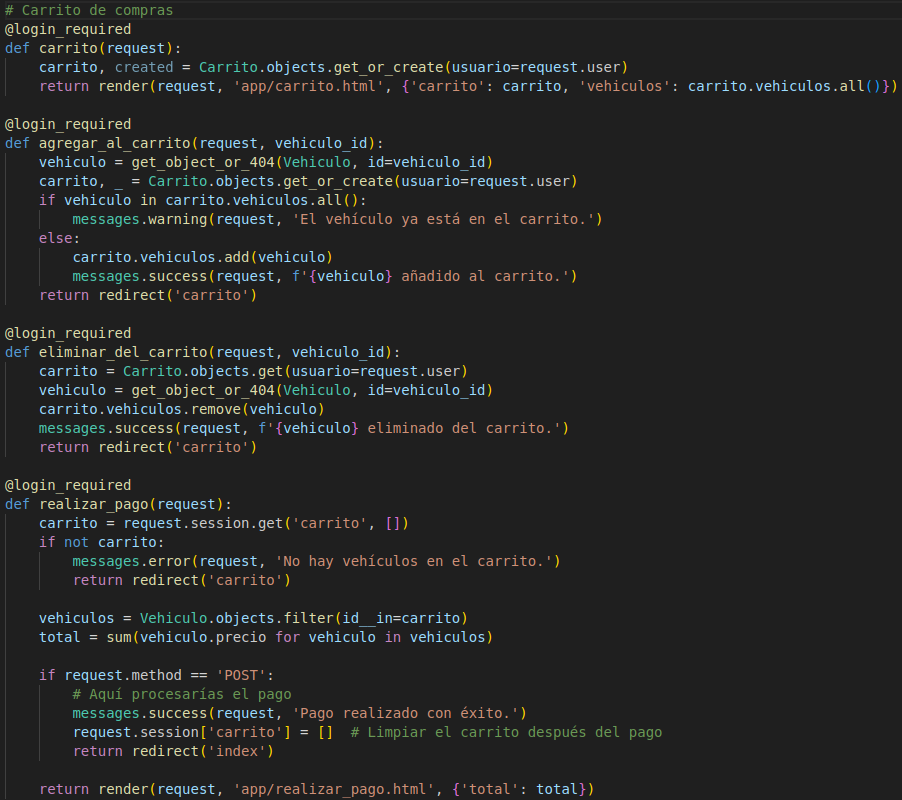 # Carrito de compras
@login_required
def carrito(request):
    carrito, created = Carrito.objects.get_or_create(usuario=request.user)
    return render(request, 'app/carrito.html', {'carrito': carrito, 'vehiculos': carrito.vehiculos.all()})

@login_required
def agregar_al_carrito(request, vehiculo_id):
    vehiculo = get_object_or_404(Vehiculo, id=vehiculo_id)
    carrito, _ = Carrito.objects.get_or_create(usuario=request.user)
    if vehiculo in carrito.vehiculos.all():
        messages.warning(request, 'El vehículo ya está en el carrito.')
    else:
        carrito.vehiculos.add(vehiculo)
        messages.success(request, f'{vehiculo} añadido al carrito.')
    return redirect('carrito')

@login_required
def eliminar_del_carrito(request, vehiculo_id):
    carrito = Carrito.objects.get(usuario=request.user)
    vehiculo = get_object_or_404(Vehiculo, id=vehiculo_id)
    carrito.vehiculos.remove(vehiculo)
    messages.success(request, f'{vehiculo} eliminado del carrito.')
    return redirect('carrito')

@login_required
def realizar_pago(request):
    carrito = request.session.get('carrito', [])
    if not carrito:
        messages.error(request, 'No hay vehículos en el carrito.')
        return redirect('carrito')

    vehiculos = Vehiculo.objects.filter(id__in=carrito)
    total = sum(vehiculo.precio for vehiculo in vehiculos)

    if request.method == 'POST':
        # Aquí procesarías el pago
        messages.success(request, 'Pago realizado con éxito.')
        request.session['carrito'] = []  # Limpiar el carrito después del pago
        return redirect('index')

    return render(request, 'app/realizar_pago.html', {'total': total})